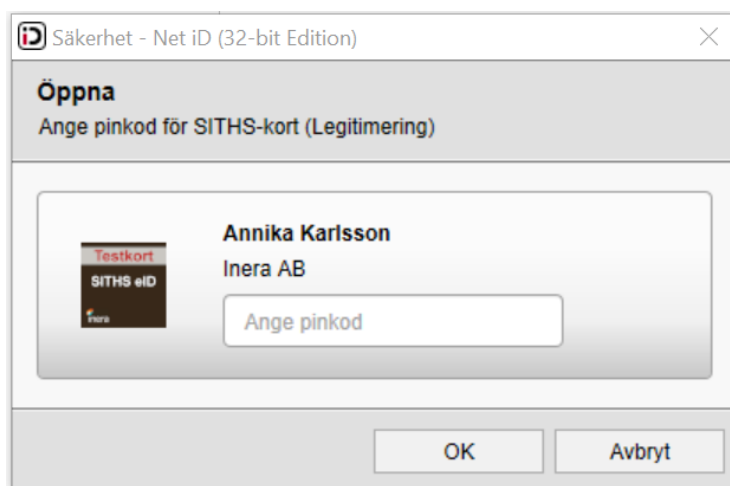 iD Säkerhet - Net iD (32-bit Edition)
Öppna
Ange pinkod för SITHS-kort (Legitimering)
Testkort
SITHS eID
inera
Annika Karlsson
Inera AB
Ange pinkod
OK
Avbryt